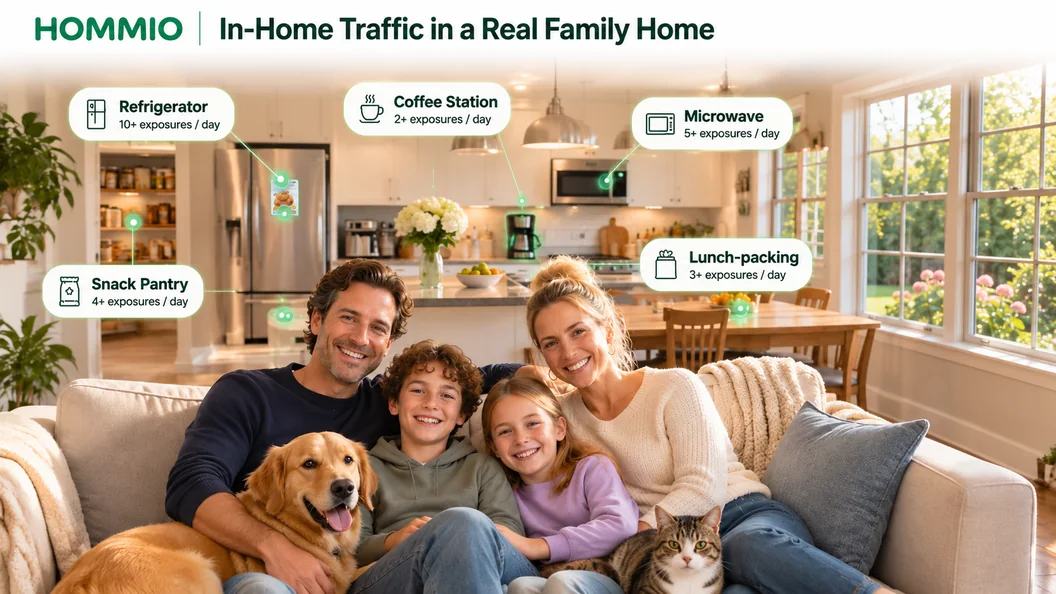 HOMMIO
In-Home Traffic in a Real Family Home
Refrigerator
10+ exposures / day
Coffee Station
2+ exposures / day
Microwave
5+ exposures / day
Snack Pantry
4+ exposures / day
Lunch-packing
3+ exposures / day